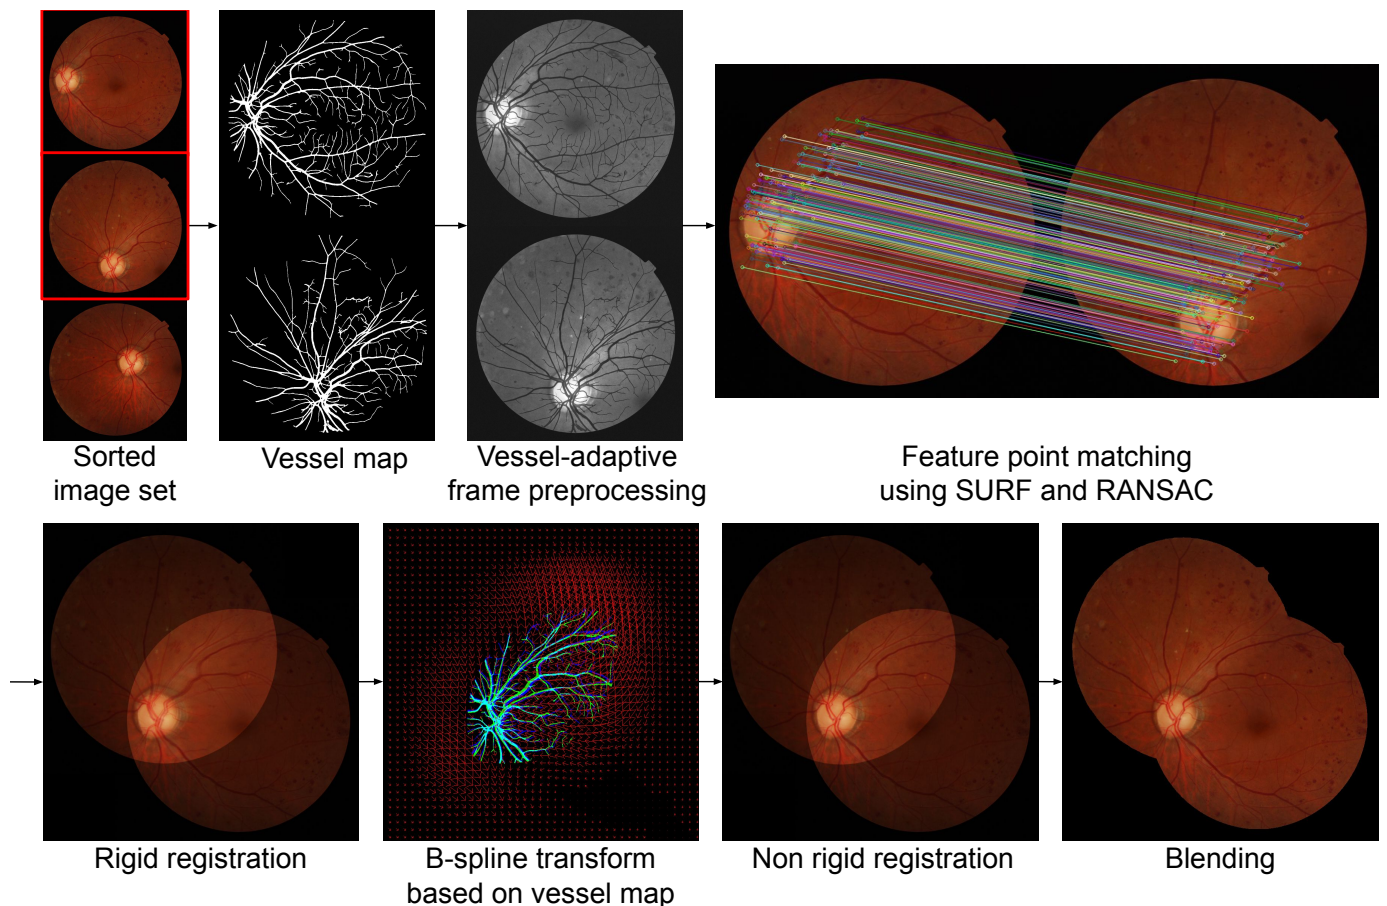 Sorted
image set
Vessel map
Vessel-adaptive
frame preprocessing
Feature point matching
using SURF and RANSAC
Rigid registration
B-spline transform
based on vessel map
Non rigid registration
Blending